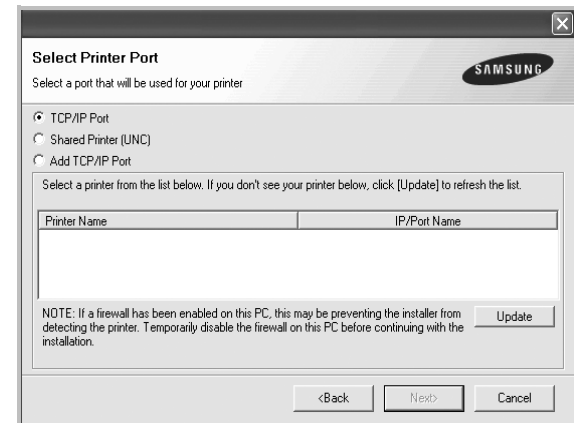 Select Printer Port
Select a port that will be used for your printer
SAMSUNG
TCP/IP Port
Shared Printer (UNC)
Add TCP/IP Port
Select a printer from the list below. If you don't see your printer below, click [Update] to refresh the list.
Printer Name IP/Port Name
NOTE: If a firewall has been enabled on this PC, this may be preventing the installer from
detecting the printer. Temporarily disable the firewall on this PC before continuing with the
installation.
Update
<Back Next> Cancel